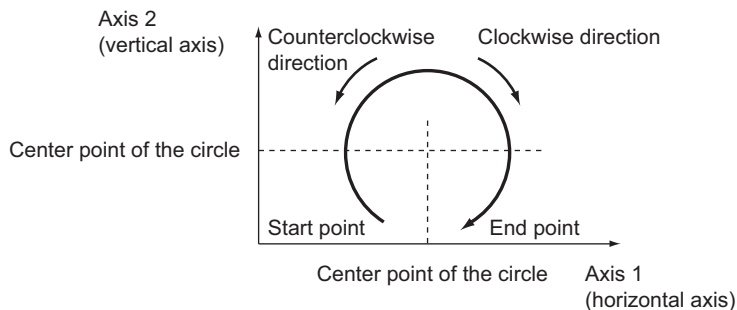 Axis 2
(vertical axis)
Counterclockwise
direction
Clockwise direction
Center point of the circle
Start point
End point
Center point of the circle
Axis 1
(horizontal axis)